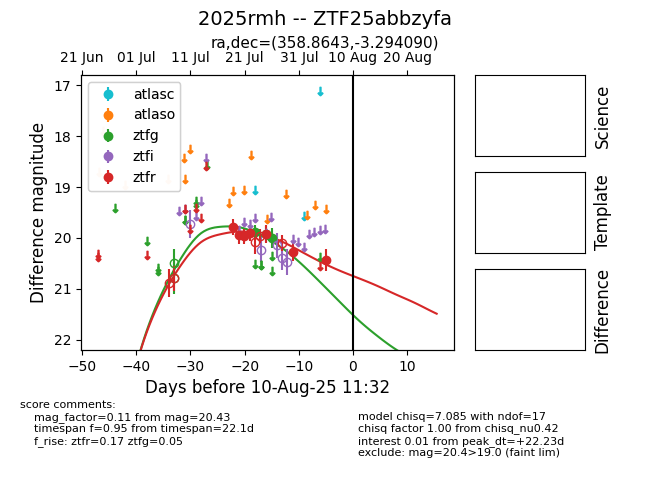 2025rmh -- ZTF25abbzyfa
ra,dec=(358.8643,-3.294090)
21 Jun 01 Jul 11 Jul 21 Jul 31 Jul 10 Aug 20 Aug
17
18
19
20
21
22
Difference magnitude
atlasc
atlaso
ztfg
ztfi
ztfr
−50 −40 −30 −20 −10 0 10
Days before 10-Aug-25 11:32
Science
Template
Difference
score comments:
mag_factor=0.11 from mag=20.43
timespan f=0.95 from timespan=22.1d
f_rise: ztfr=0.17 ztfg=0.05
model chisq=7.085 with ndof=17
chisq factor 1.00 from chisq_nu0.42
interest 0.01 from peak_dt=+22.23d
exclude: mag=20.4>19.0 (faint lim)